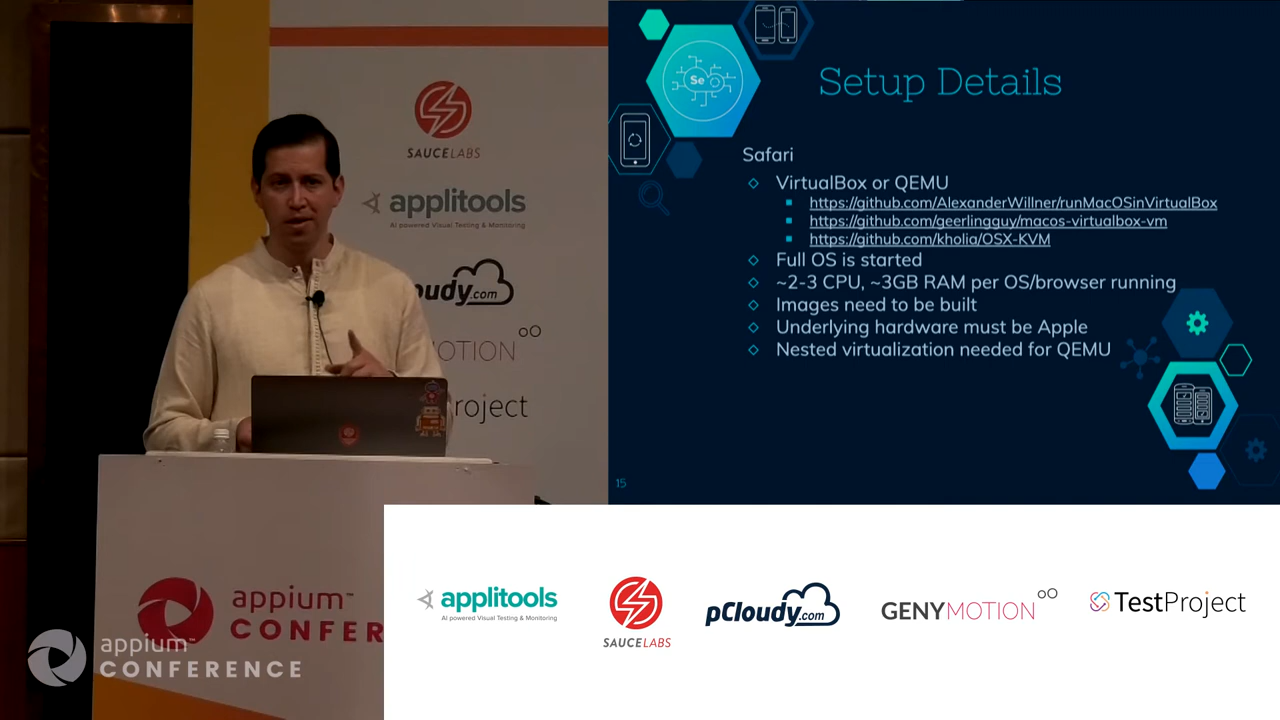 SAUCELABS
applitools
AI powered Visual Testing & Monitoring
oudy.com
MOTION
roject
appium™
CONFER
appium™
CONFERENCE
Se
Setup Details
Safari
VirtualBox or QEMU
https://github.com/AlexanderWillner/runMacOSinVirtualBox
https://github.com/geerlingguy/macos-virtualbox-vm
https://github.com/kholia/OSX-KVM
Full OS is started
~2-3 CPU, ~3GB RAM per OS/browser running
Images need to be built
Underlying hardware must be Apple
Nested virtualization needed for QEMU
15
applitools
AI powered Visual Testing & Monitoring
SAUCELABS
pCloudy.com
GENYMOTION
TestProject